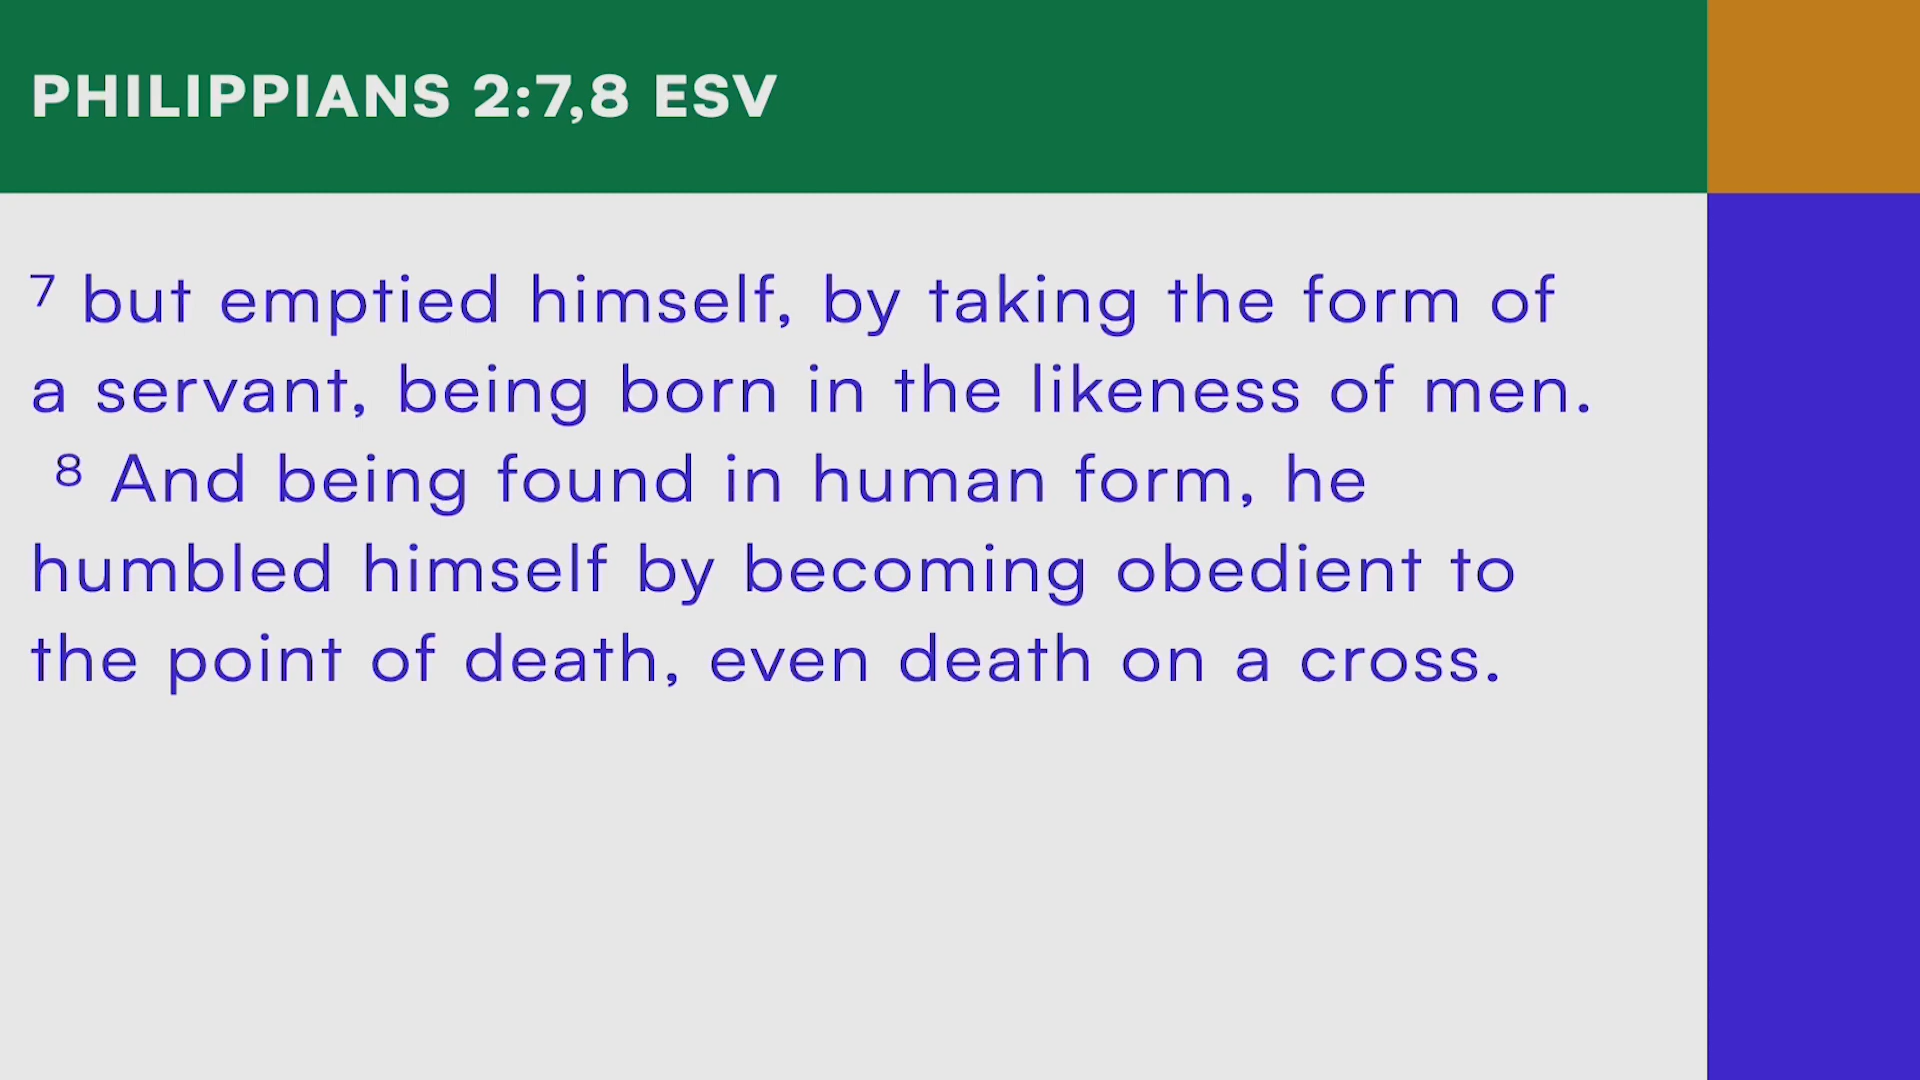 PHILIPPIANS 2:7,8 ESV
⁷ but emptied himself, by taking the form of
a servant, being born in the likeness of men.
⁸ And being found in human form, he
humbled himself by becoming obedient to
the point of death, even death on a cross.